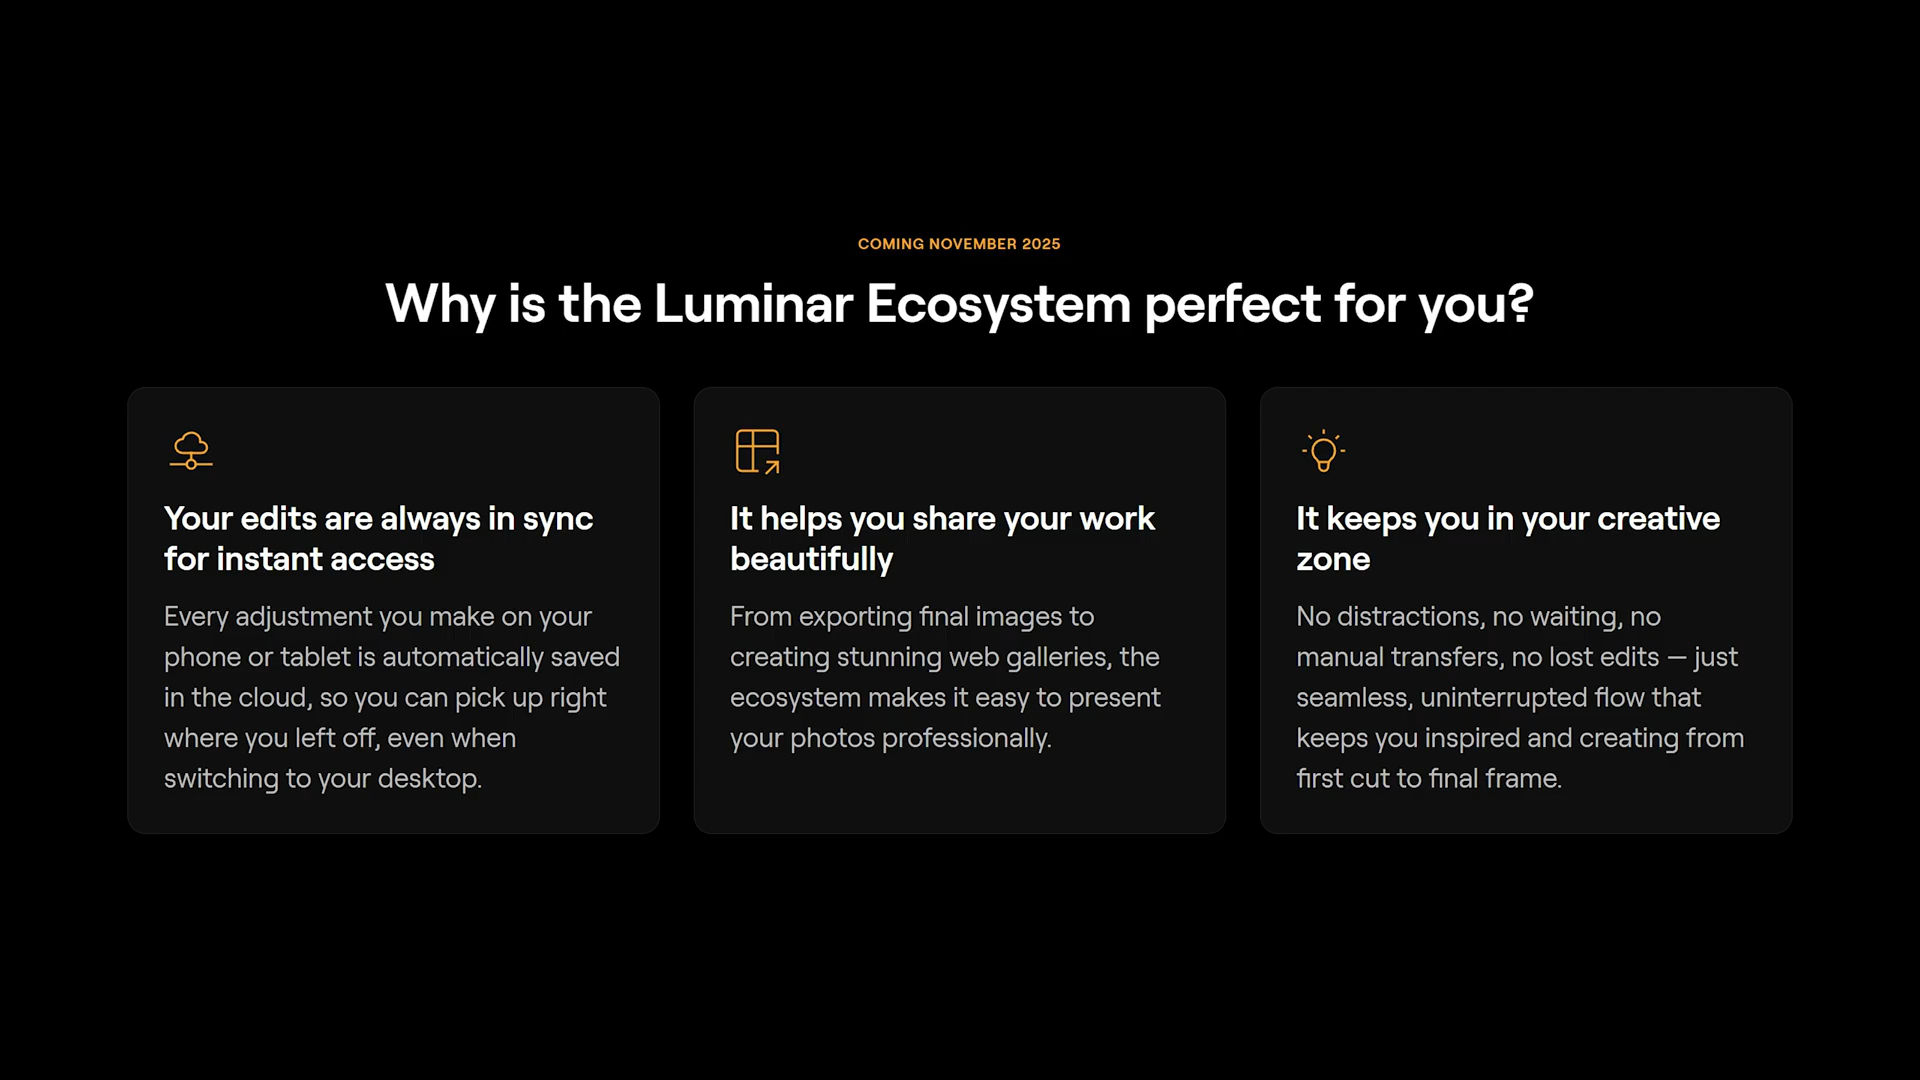 COMING NOVEMBER 2025
Why is the Luminar Ecosystem perfect for you?
Your edits are always in sync
for instant access
Every adjustment you make on your
phone or tablet is automatically saved
in the cloud, so you can pick up right
where you left off, even when
switching to your desktop.
It helps you share your work
beautifully
From exporting final images to
creating stunning web galleries, the
ecosystem makes it easy to present
your photos professionally.
It keeps you in your creative
zone
No distractions, no waiting, no
manual transfers, no lost edits — just
seamless, uninterrupted flow that
keeps you inspired and creating from
first cut to final frame.